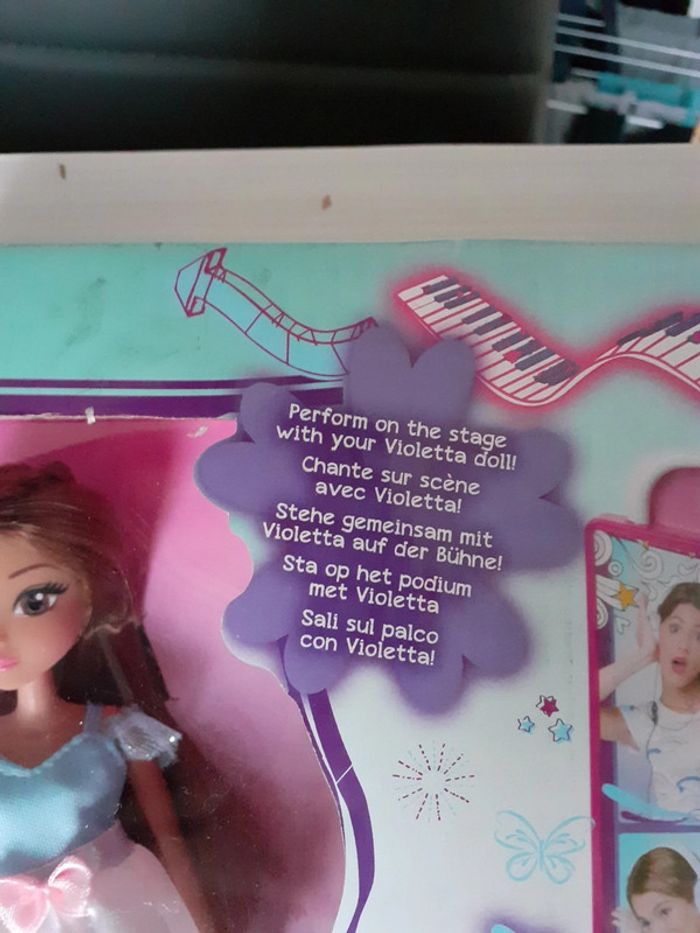 Perform on the stage
with your Violetta doll!
Chante sur scène
avec Violetta!
Stehe gemeinsam mit
Violetta auf der Bühne!
Sta op het podium
met Violetta
Sali sul palco
con Violetta!